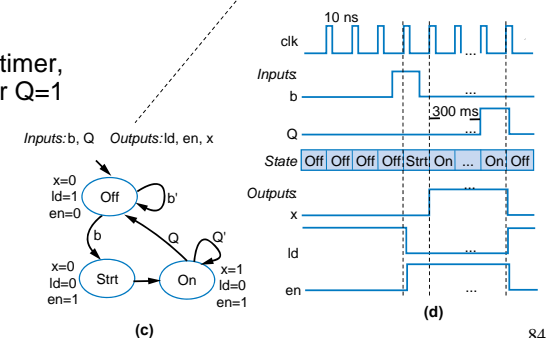 timer,
r Q=1
Inputs: b, Q Outputs: ld, en, x
x=0
ld=1
en=0
Off
b'
b
Q
Q'
x=0
ld=0
en=1
Strt
On
x=1
ld=0
en=1
(c)
10 ns
clk
...
Inputs:
b
...
300 ms
Q
State Off Off Off Off Strt On ... On Off
Outputs:
...
x
ld
...
en
...
(d)
84